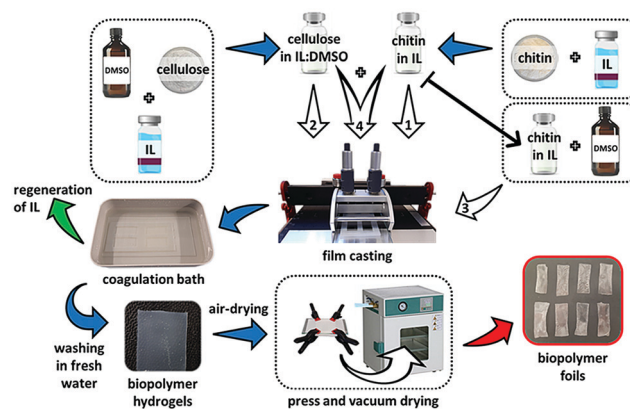 DMSO
cellulose
+
IL
cellulose
in IL:DMSO
+
chitin
in IL
chitin
+
IL
chitin
in IL
+
DMSO
2
4
1
3
regeneration
of IL
coagulation bath
film casting
washing
in fresh
water
biopolymer
hydrogels
air-drying
press and vacuum drying
biopolymer
foils